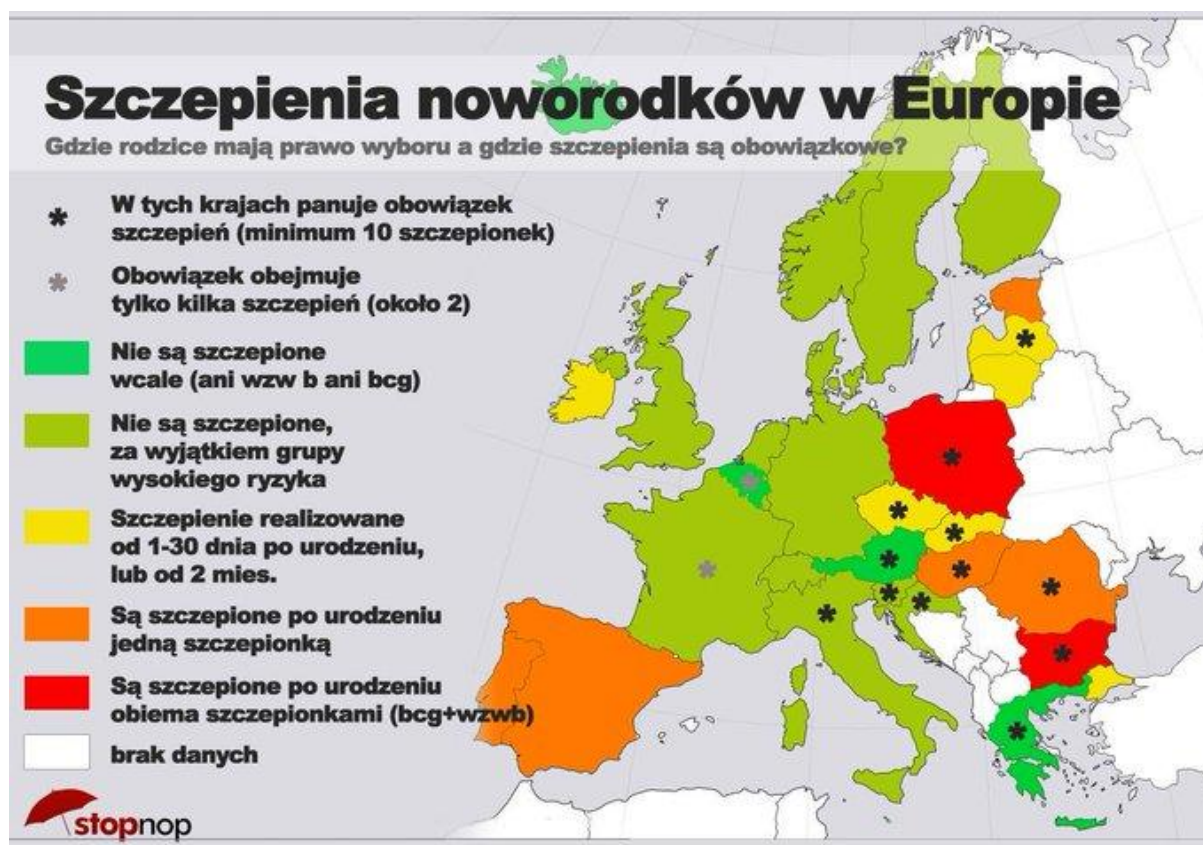 Szczepienia noworodków w Europie
Gdzie rodzice mają prawo wyboru a gdzie szczepienia są obowiązkowe?
* W tych krajach panuje obowiązek
szczepień (minimum 10 szczepionek)
* Obowiązek obejmuje
tylko kilka szczepień (około 2)
Nie są szczepione
wcale (ani wzw b ani bcg)
Nie są szczepione,
za wyjątkiem grupy
wysokiego ryzyka
Szczepienie realizowane
od 1-30 dnia po urodzeniu,
lub od 2 mies.
Są szczepione po urodzeniu
jedną szczepionką
Są szczepione po urodzeniu
obiema szczepionkami (bcg+wzwb)
brak danych
stopnop